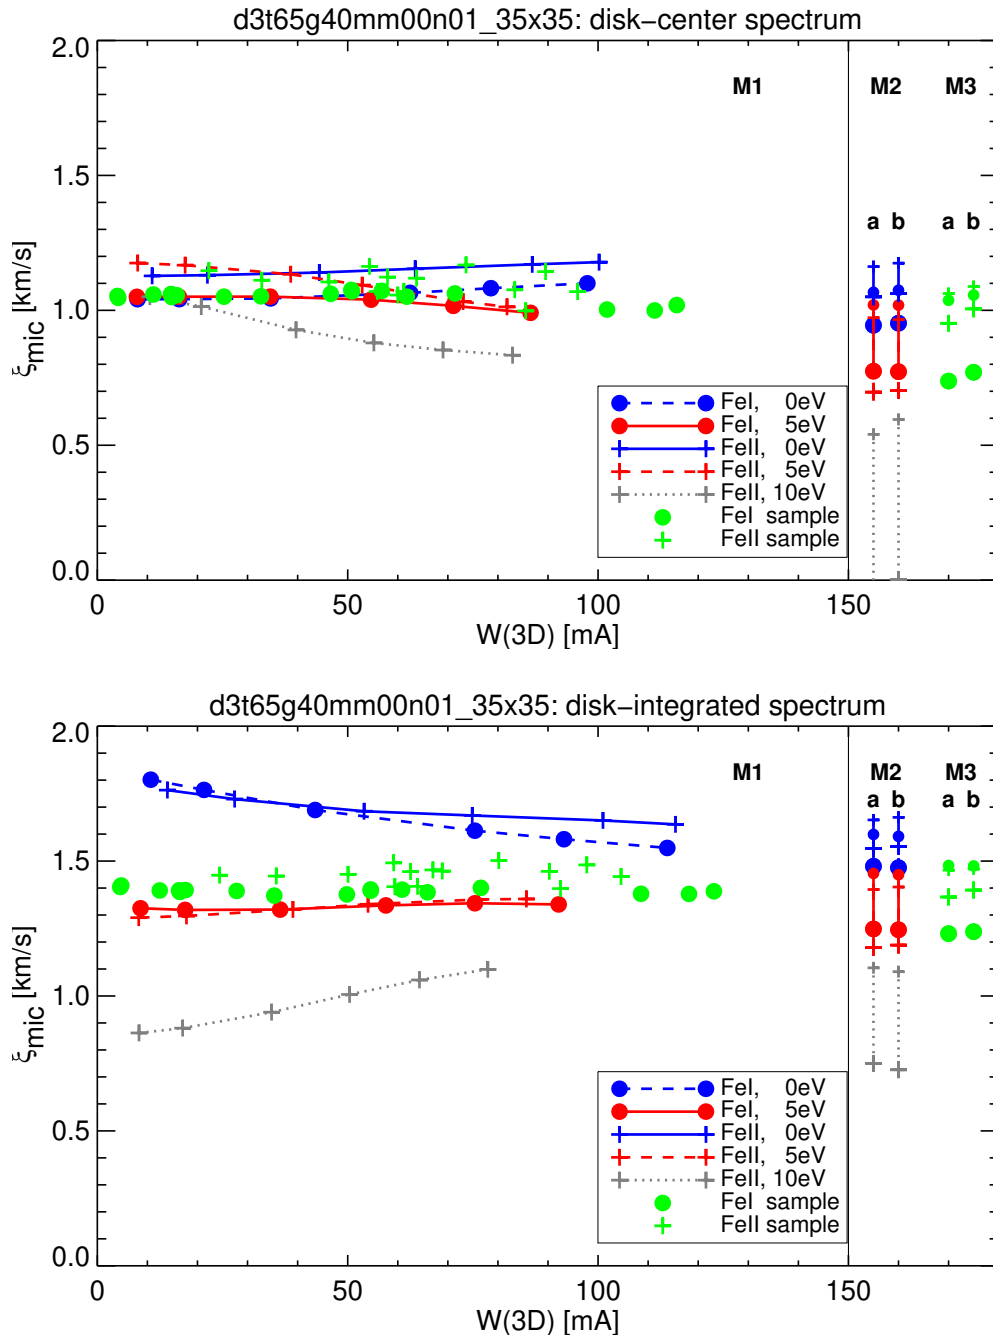 d3t65g40mm00n01_35x35: disk-center spectrum
2.0
M1
M2
M3
1.5
a b
a b
ξmic [km/s]
1.0
0.5
FeI, 0eV
FeI, 5eV
FeII, 0eV
FeII, 5eV
FeII, 10eV
FeI sample
FeII sample
0.0
0
50
100
150
W(3D) [mA]
d3t65g40mm00n01_35x35: disk-integrated spectrum
2.0
M1
M2
M3
a b
a b
1.5
ξmic [km/s]
1.0
0.5
FeI, 0eV
FeI, 5eV
FeII, 0eV
FeII, 5eV
FeII, 10eV
FeI sample
FeII sample
0.0
0
50
100
150
W(3D) [mA]